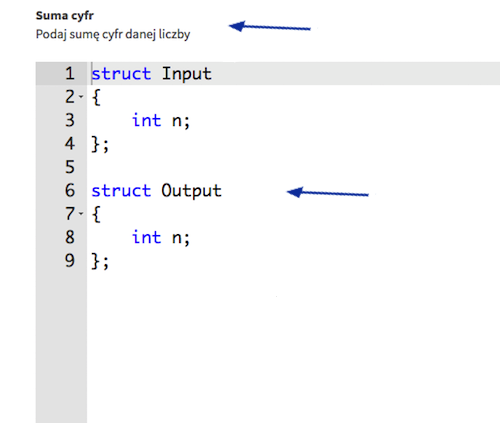 Suma cyfr
Podaj sumę cyfr danej liczby
1 struct Input
2 {
3     int n;
4 };
5
6 struct Output
7 {
8     int n;
9 };